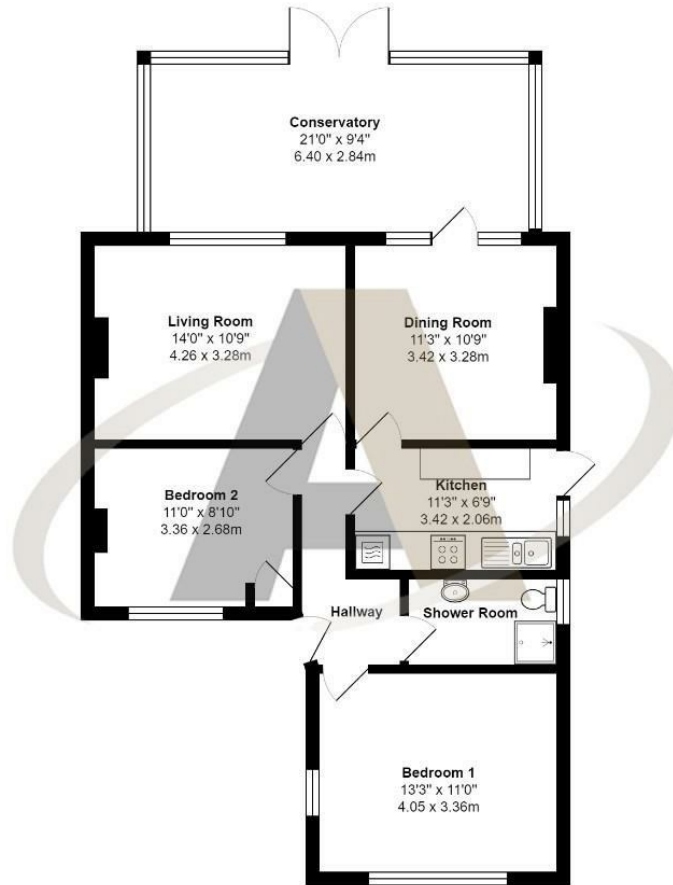 Conservatory
21'0" x 9'4"
6.40 x 2.84m
Living Room
14'0" x 10'9"
4.26 x 3.28m
Dining Room
11'3" x 10'9"
3.42 x 3.28m
Bedroom 2
11'0" x 8'10"
3.36 x 2.68m
Kitchen
11'3" x 6'9"
3.42 x 2.06m
Hallway
Shower Room
Bedroom 1
13'3" x 11'0"
4.05 x 3.36m
A